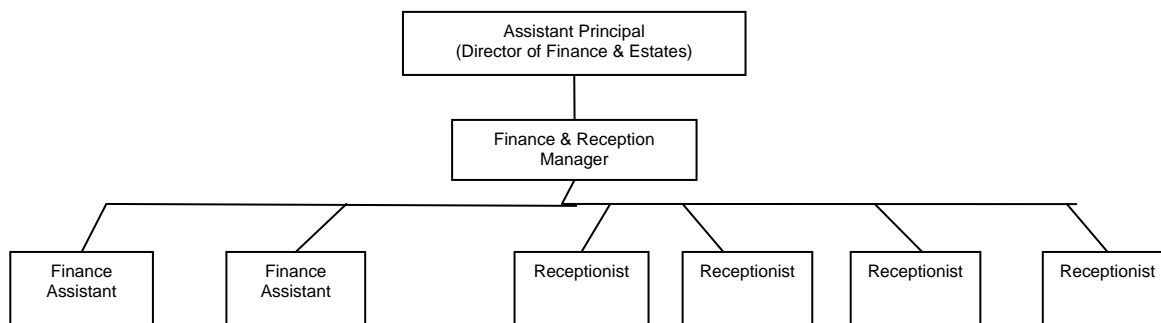 Assistant Principal
(Director of Finance & Estates)
Finance & Reception
Manager
Finance
Assistant
Finance
Assistant
Receptionist
Receptionist
Receptionist
Receptionist